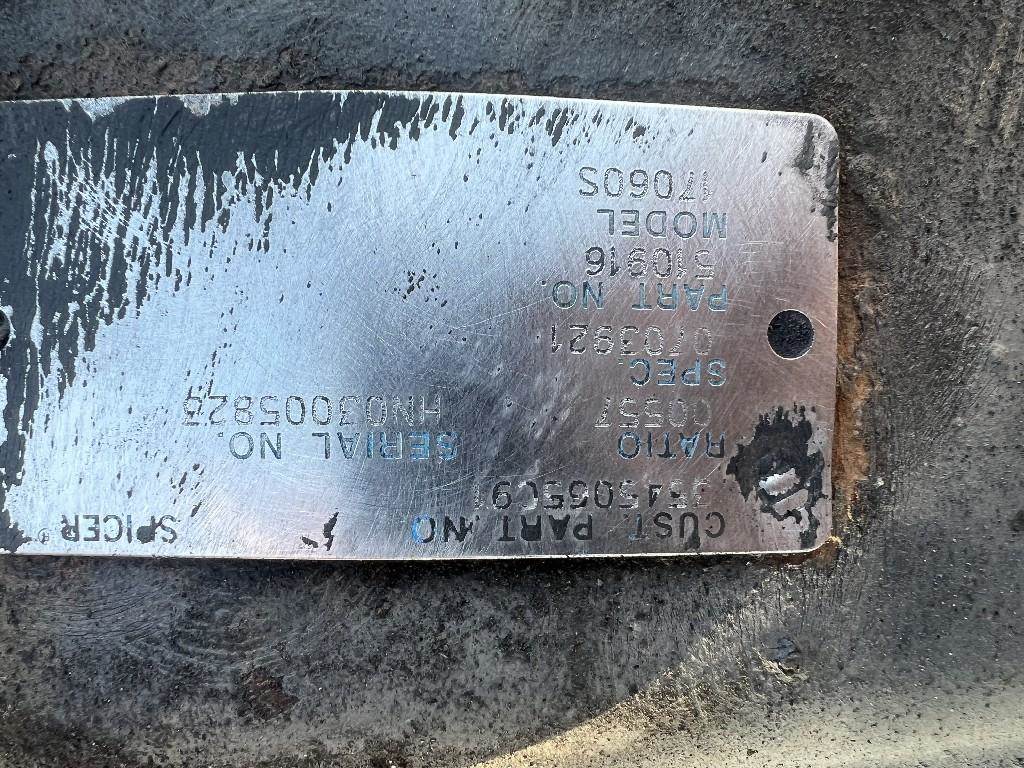 CUST. PART NO. SPICER®
3545065C91
RATIO SERIAL NO.
00557 HN03005823
SPEC.
0703921
PART NO.
510916
MODEL
17060S